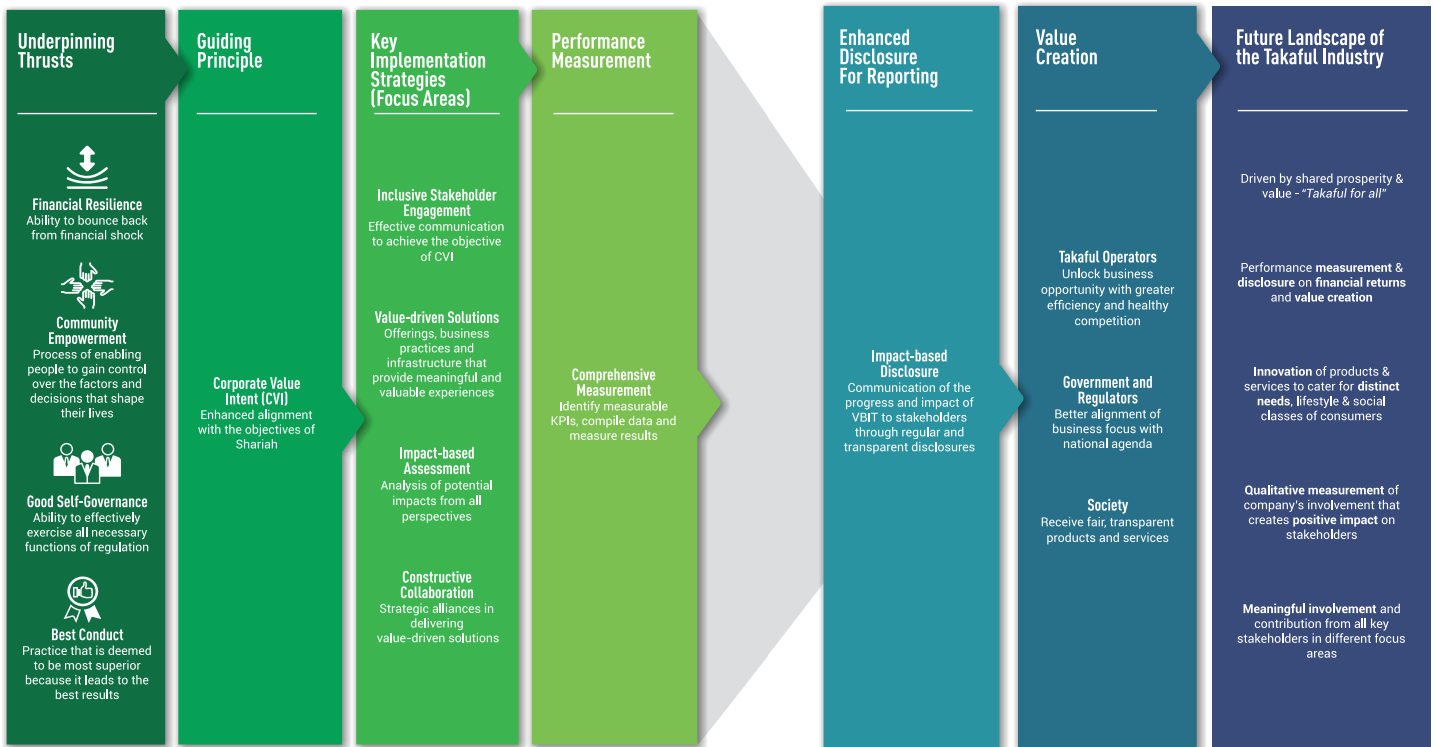 Underpinning
Thrusts
Financial Resilience
Ability to bounce back
from financial shock
Community
Empowerment
Process of enabling
people to gain control
over the factors and
decisions that shape
their lives
Good Self-Governance
Ability to effectively
exercise all necessary
functions of regulation
Best Conduct
Practice that is deemed
to be most superior
because it leads to the
best results
Guiding
Principle
Corporate Value
Intent (CVI)
Enhanced alignment
with the objectives of
Shariah
Key
Implementation
Strategies
(Focus Areas)
Inclusive Stakeholder
Engagement
Effective communication
to achieve the objective
of CVI
Value-driven Solutions
Offerings, business
practices and
infrastructure that
provide meaningful and
valuable experiences
Impact-based
Assessment
Analysis of potential
impacts from all
perspectives
Constructive
Collaboration
Strategic alliances in
delivering
value-driven solutions
Performance
Measurement
Comprehensive
Measurement
Identify measurable
KPIs, compile data and
measure results
Enhanced
Disclosure
For Reporting
Impact-based
Disclosure
Communication of the
progress and impact of
VBIT to stakeholders
through regular and
transparent disclosures
Value
Creation
Takaful Operators
Unlock business
opportunity with greater
efficiency and healthy
competition
Government and
Regulators
Better alignment of
business focus with
national agenda
Society
Receive fair, transparent
products and services
Future Landscape of
the Takaful Industry
Driven by shared prosperity &
value - "Takaful for all"
Performance measurement &
disclosure on financial returns
and value creation
Innovation of products &
services to cater for distinct
needs, lifestyle & social
classes of consumers
Qualitative measurement of
company's involvement that
creates positive impact on
stakeholders
Meaningful involvement and
contribution from all key
stakeholders in different focus
areas